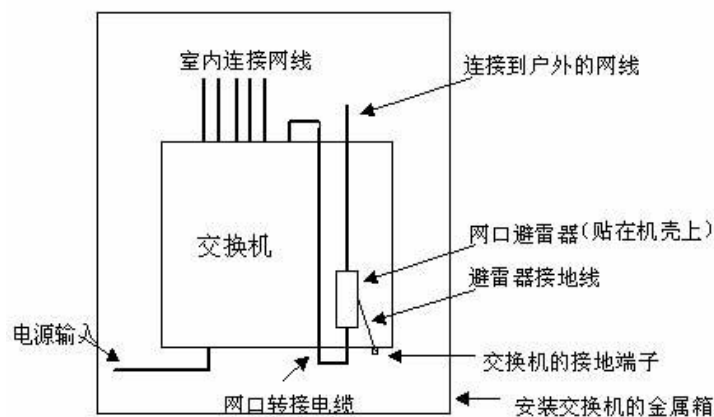 室内连接网线
连接到户外的网线
交换机
网口避雷器(贴在机壳上)
避雷器接地线
电源输入
交换机的接地端子
网口转接电缆
安装交换机的金属箱